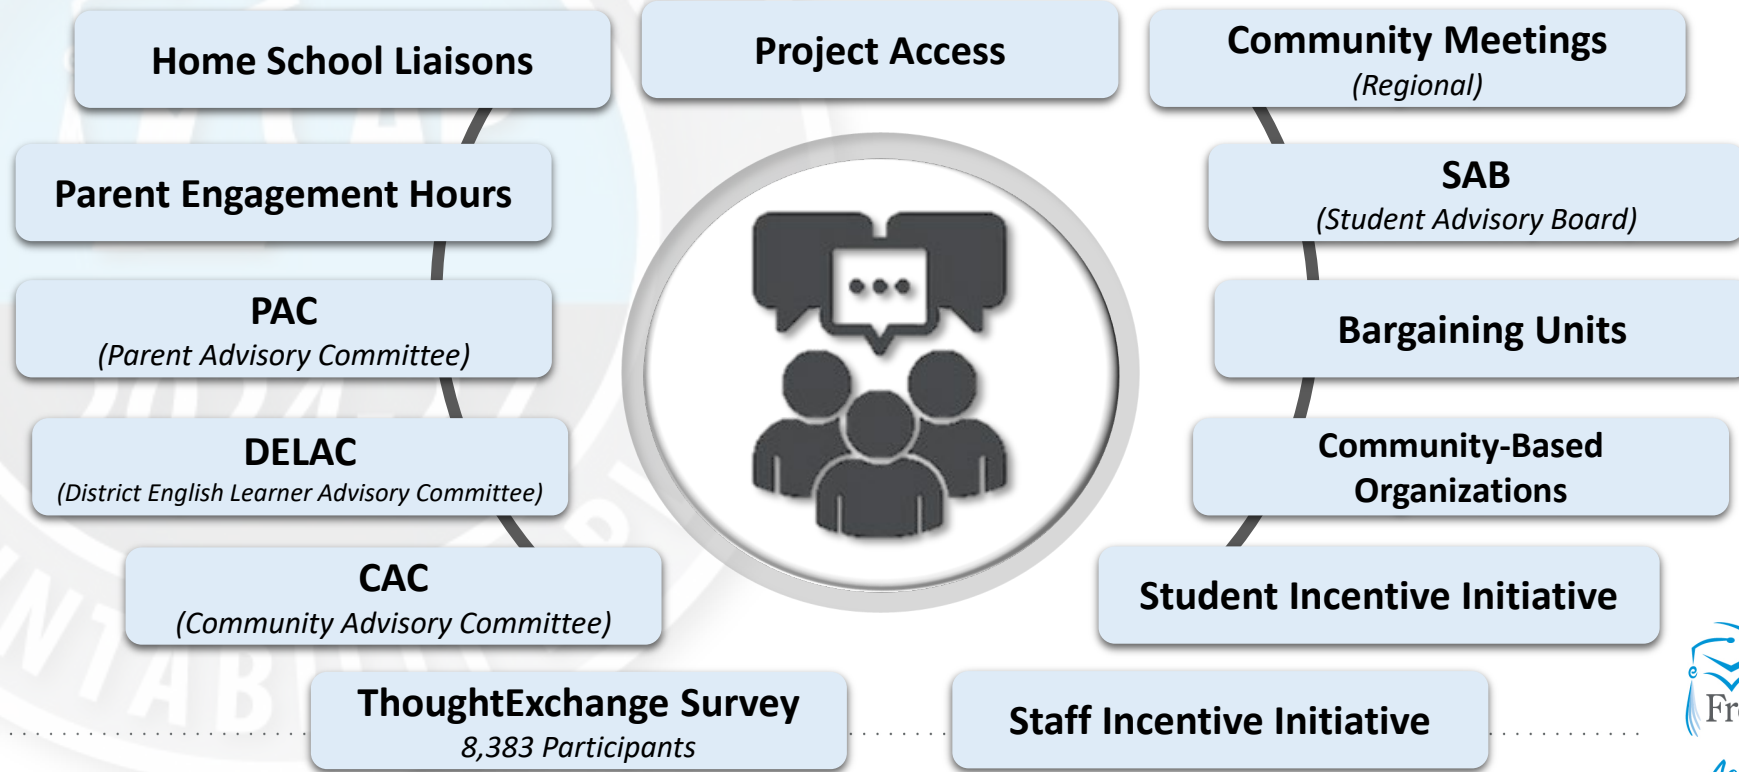 Home School Liaisons
Project Access
Community Meetings
(Regional)
Parent Engagement Hours
SAB
(Student Advisory Board)
PAC
(Parent Advisory Committee)
Bargaining Units
DELAC
(District English Learner Advisory Committee)
Community-Based
Organizations
CAC
(Community Advisory Committee)
Student Incentive Initiative
ThoughtExchange Survey
8,383 Participants
Staff Incentive Initiative